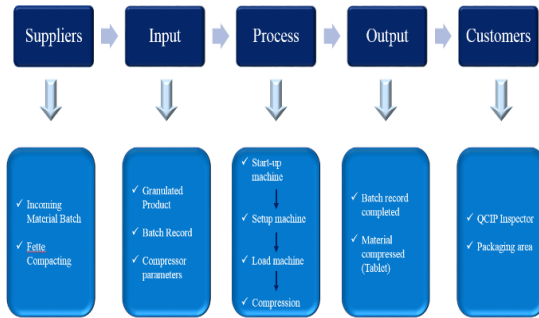 Suppliers
Input
Process
Output
Customers
✓ Incoming
Material Batch
✓ Fette
Compacting
✓ Granulated
Product
✓ Batch Record
✓ Compressor
parameters
✓ Start-up
machine
✓ Setup machine
✓ Load machine
✓ Compression
✓ Batch record
completed
✓ Material
compressed
(Tablet)
✓ QCIP Inspector
✓ Packaging area